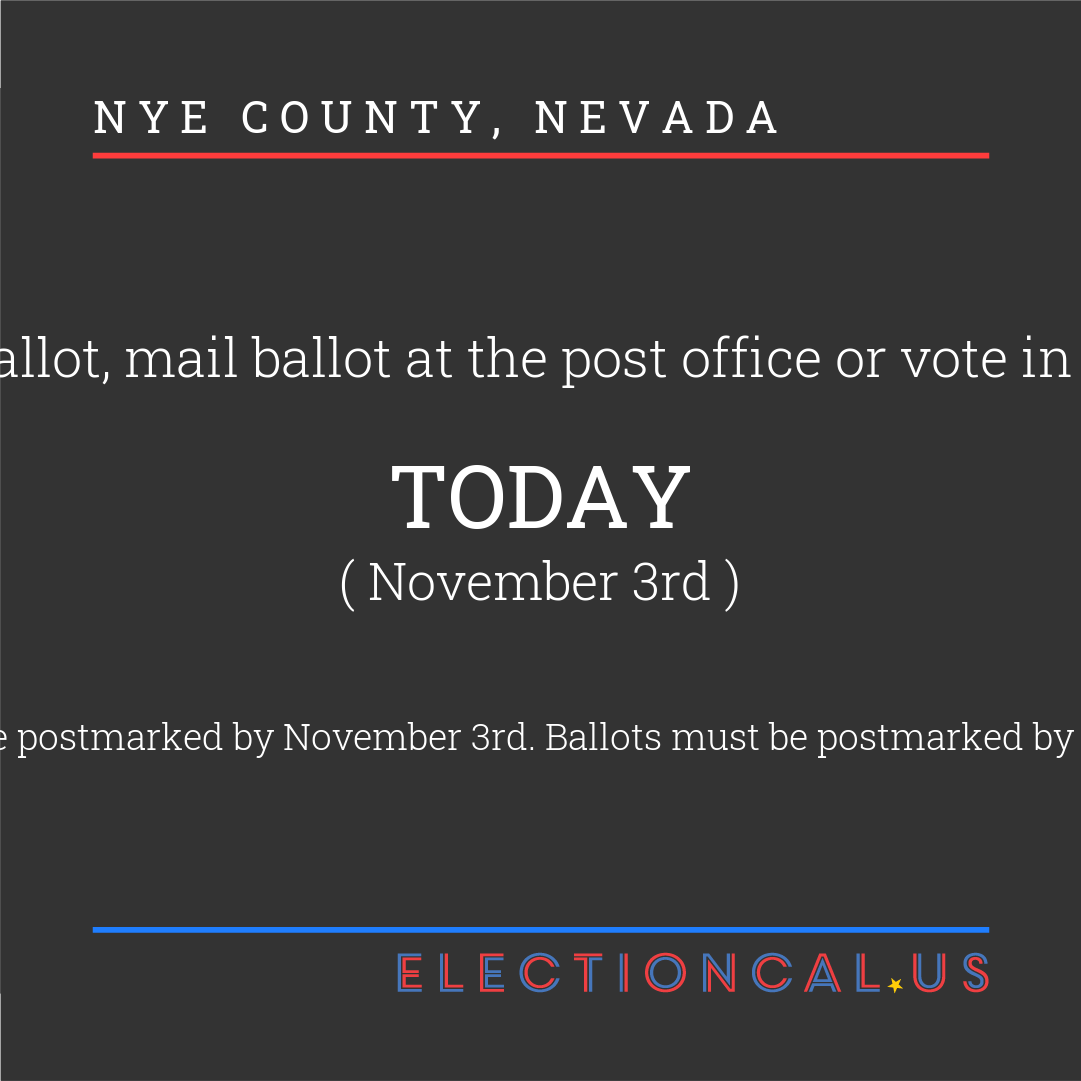 NYE COUNTY, NEVADA
allot, mail ballot at the post office or vote in
TODAY
( November 3rd )
e postmarked by November 3rd. Ballots must be postmarked by
ELECTIONCAL.US